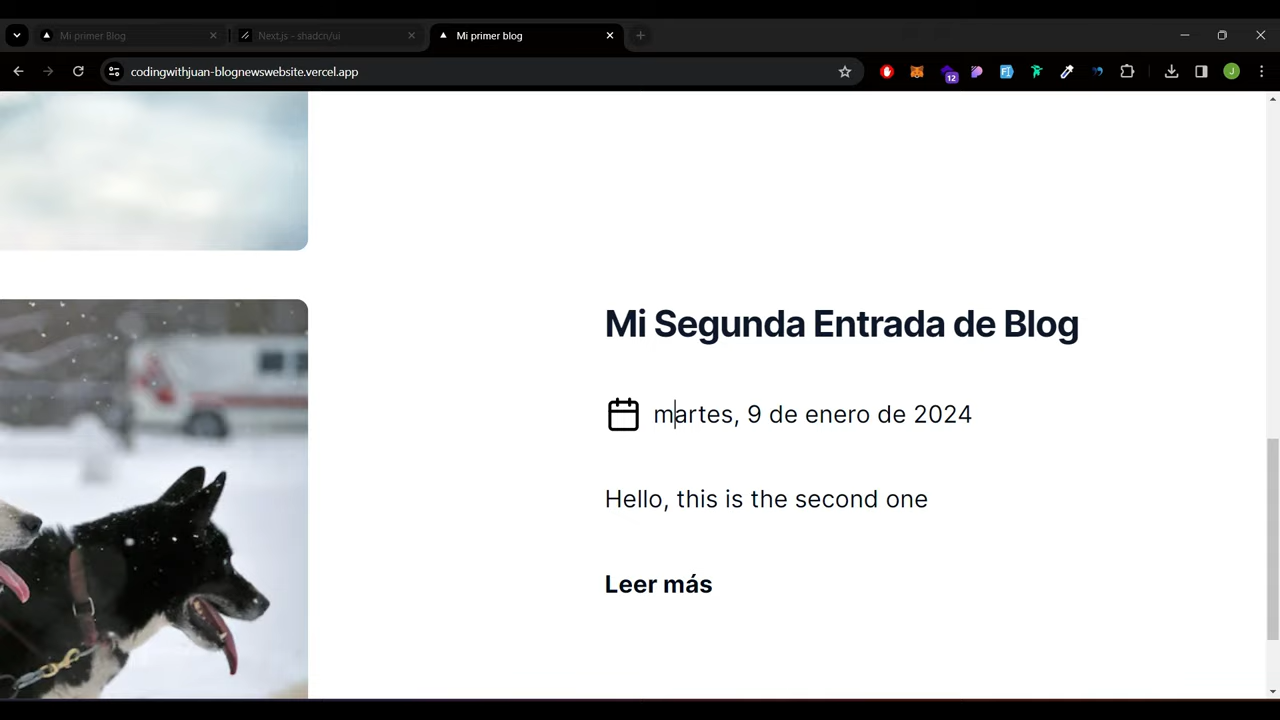 Mi primer Blog
Next.js - shadcn/ui
Mi primer blog
codingwithjuan-blognewswebsite.vercel.app
12
J
Mi Segunda Entrada de Blog
martes, 9 de enero de 2024
Hello, this is the second one
Leer más